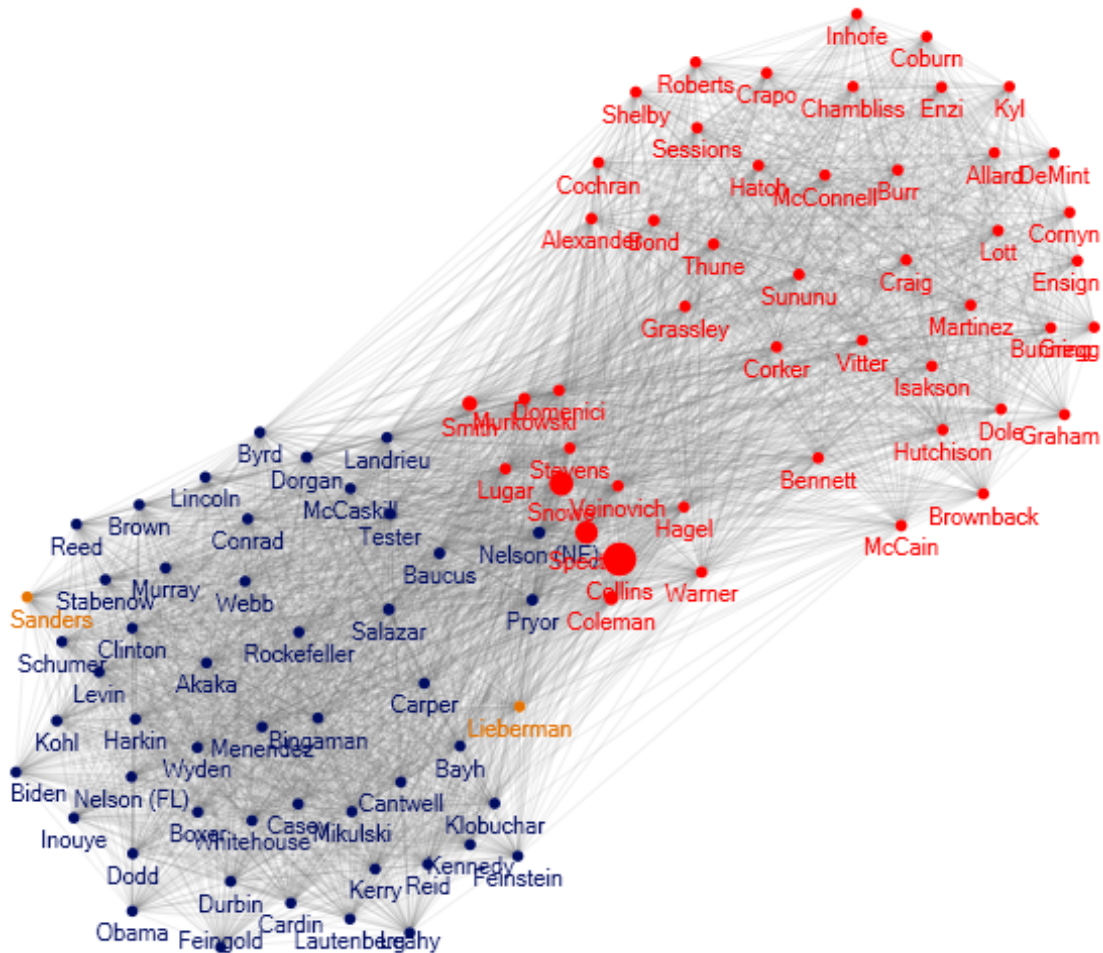 Inhofe
Coburn
Roberts
Crapo
Chambliss
Enzi
Kyl
Shelby
Sessions
Cochran
Hatch
McConnell
Burr
Allard
DeMint
Alexander
Bond
Thune
Lott
Cornyn
Sununu
Craig
Ensign
Grassley
Martinez
Bunning
Gregg
Corker
Vitter
Isakson
Smith
Murkowski
Domenici
Dole
Graham
Hutchison
Byrd
Landrieu
Dorgan
Stevens
Bennett
Lincoln
McCaskill
Lugar
Voinovich
Brown
Snowe
Brownback
Reed
Conrad
Tester
Nelson (NE)
Hagel
McCain
Specter
Baucus
Murray
Stabenow
Webb
Collins
Warner
Sanders
Pryor
Coleman
Clinton
Salazar
Schumer
Rockefeller
Levin
Akaka
Carper
Lieberman
Kohl
Harkin
Menendez
Bingaman
Wyden
Bayh
Biden
Nelson (FL)
Cantwell
Inouye
Boxer
Casey
Whitehouse
Mikulski
Klobuchar
Dodd
Kennedy
Durbin
Kerry
Reid
Feinstein
Obama
Cardin
Feingold
Lautenberg
Leahy